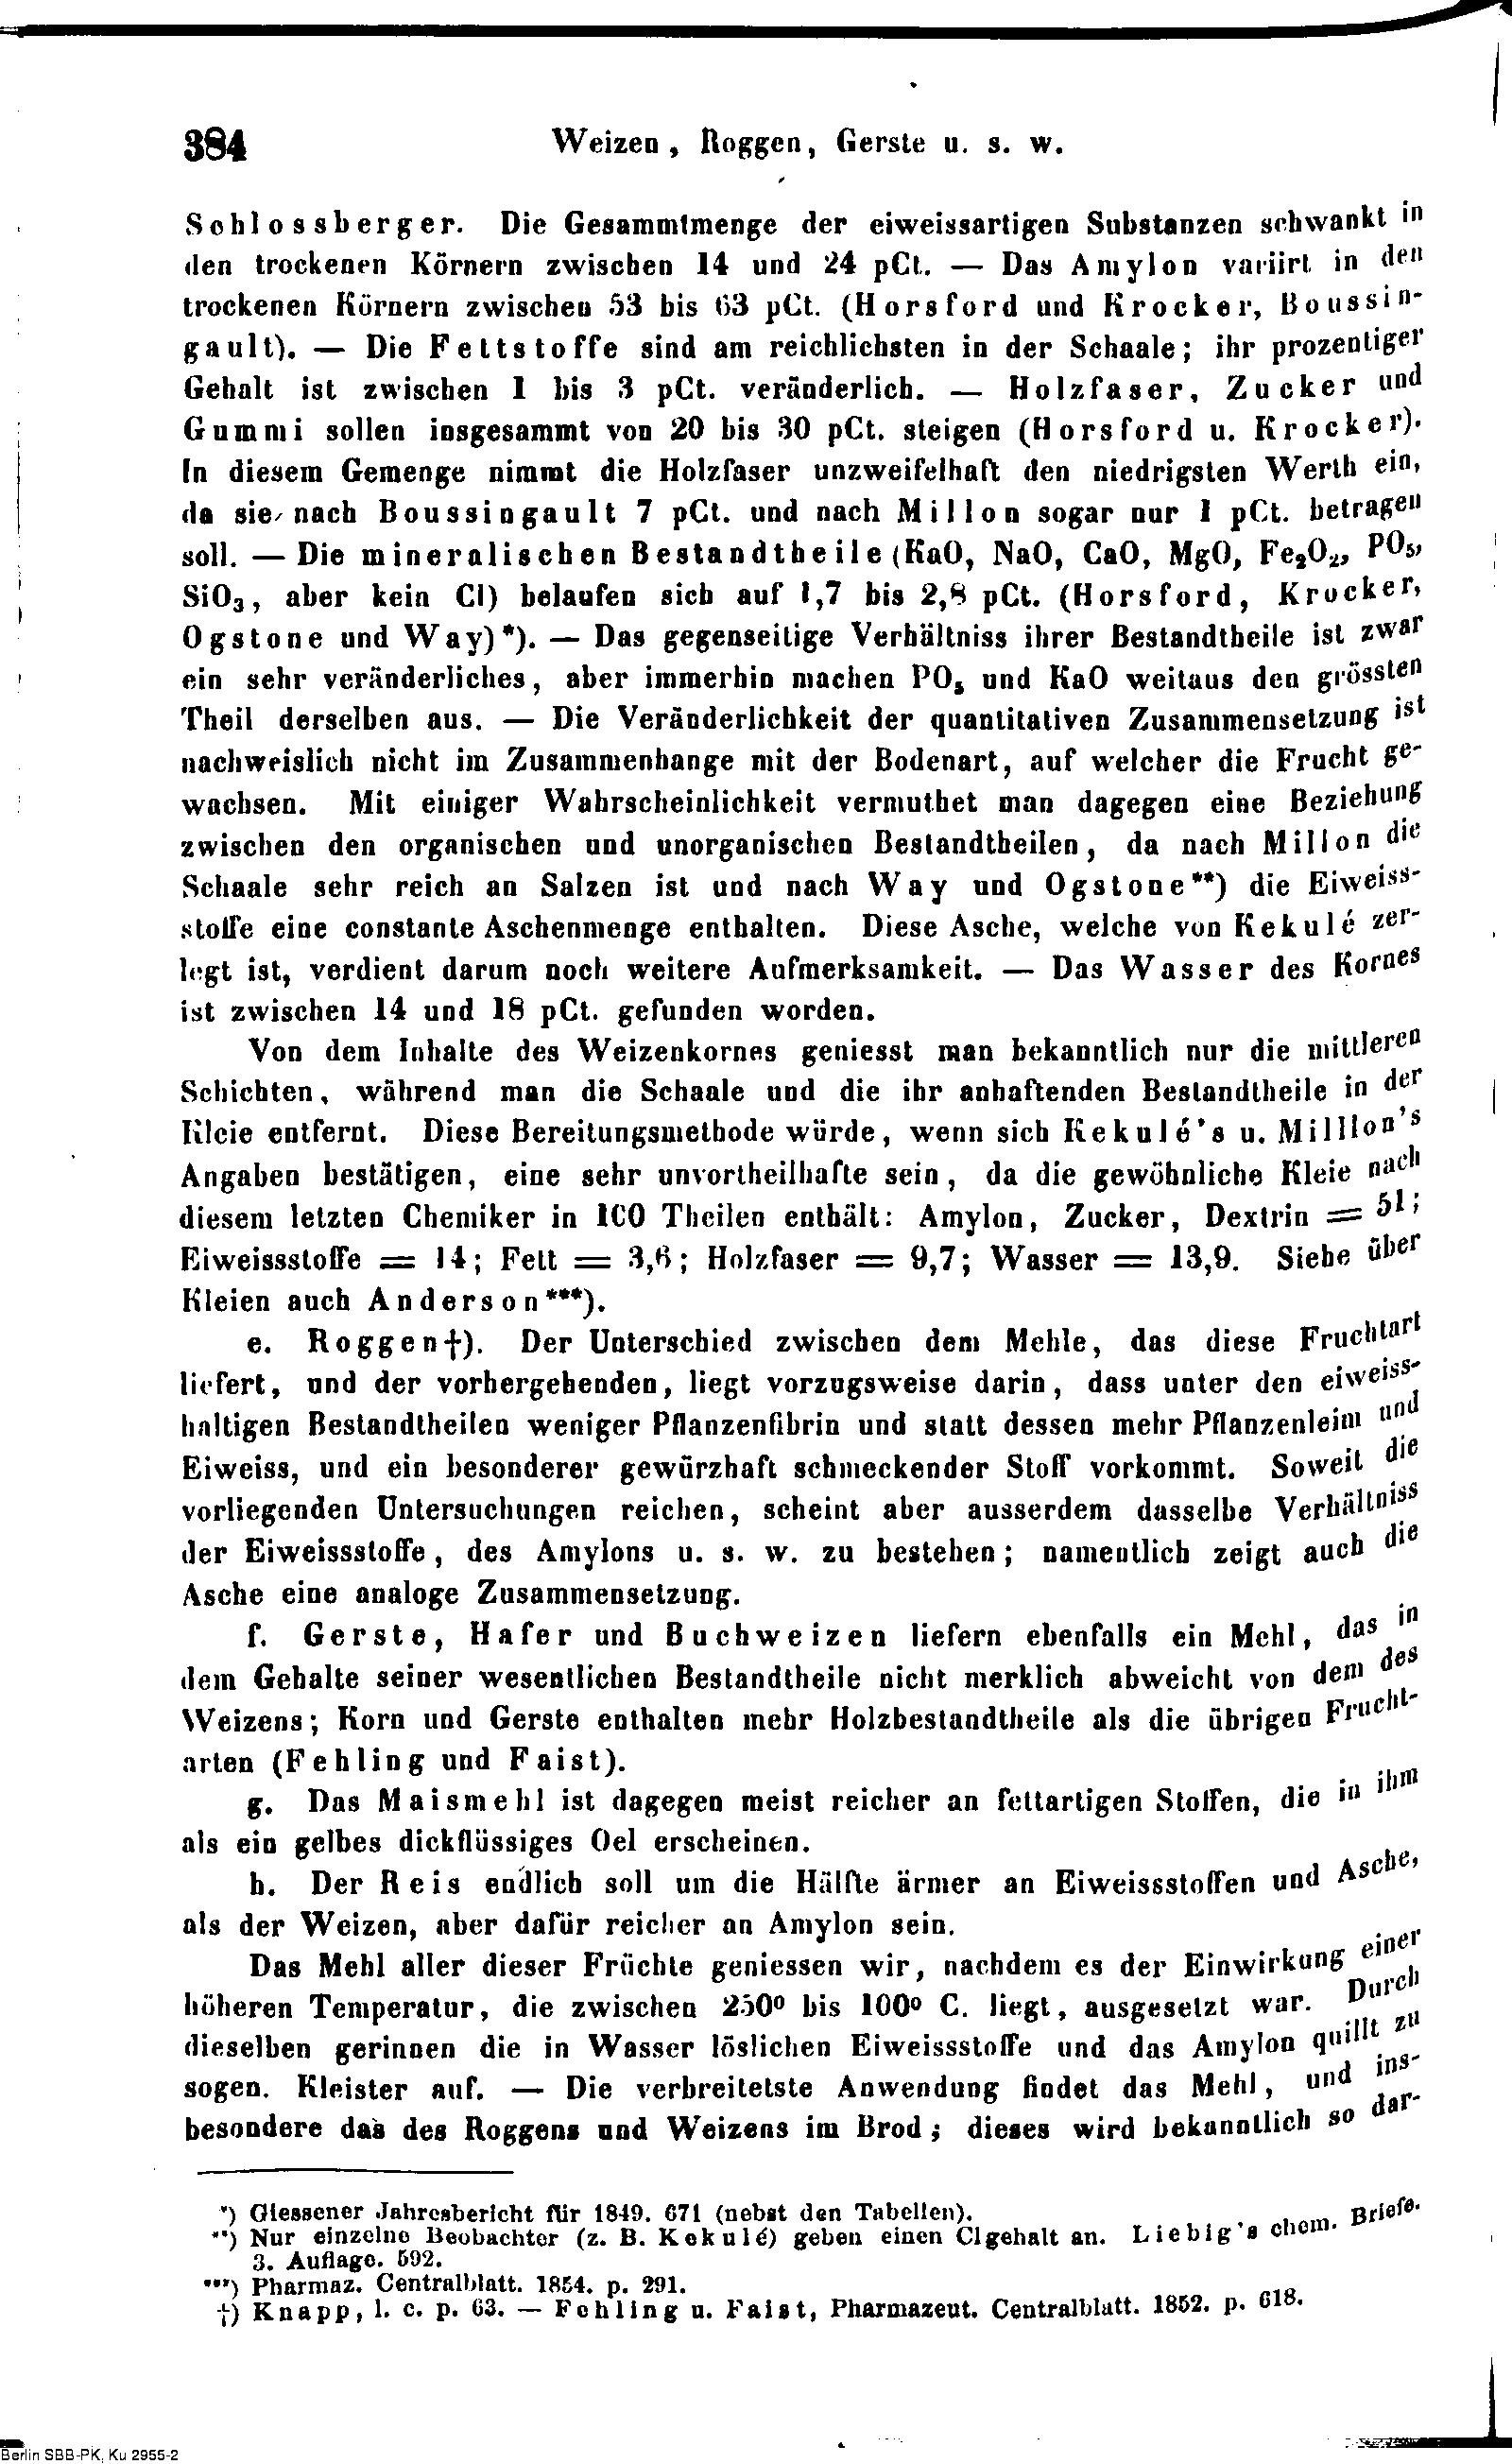 384 Weizen, Roggen, Gerste u. s. w.
Schlossberger. Die Gesammtmenge der eiweissartigen Substanzen schwankt in
den trockenen Körnern zwischen 14 und 24 pCt. — Das Amylon variirt in den
trockenen Körnern zwischen 53 bis 63 pCt. (Horsford und Krocker, Boussin-
gault). — Die Fettstoffe sind am reichlichsten in der Schaale; ihr prozentiger
Gehalt ist zwischen 1 bis 3 pCt. veränderlich. — Holzfaser, Zucker und
Gummi sollen insgesammt von 20 bis 30 pCt. steigen (Horsford u. Krocker).
In diesem Gemenge nimmt die Holzfaser unzweifelhaft den niedrigsten Werth ein,
da sie nach Boussingault 7 pCt. und nach Millon sogar nur 1 pCt. betragen
soll. — Die mineralischen Bestandtheile (KaO, NaO, CaO, MgO, Fe₂O₂, PO₅,
SiO₃, aber kein Cl) belaufen sich auf 1,7 bis 2,8 pCt. (Horsford, Krocker,
Ogstone und Way)*). — Das gegenseitige Verhältniss ihrer Bestandtheile ist zwar
ein sehr veränderliches, aber immerhin machen PO₅ und KaO weitaus den grössten
Theil derselben aus. — Die Veränderlichkeit der quantitativen Zusammensetzung ist
nachweislich nicht im Zusammenhange mit der Bodenart, auf welcher die Frucht ge-
wachsen. Mit einiger Wahrscheinlichkeit vermuthet man dagegen eine Beziehung
zwischen den organischen und unorganischen Bestandtheilen, da nach Millon die
Schaale sehr reich an Salzen ist und nach Way und Ogstone**) die Eiweiss-
stoffe eine constante Aschenmenge enthalten. Diese Asche, welche von Kekulé zer-
legt ist, verdient darum noch weitere Aufmerksamkeit. — Das Wasser des Kornes
ist zwischen 14 und 18 pCt. gefunden worden.
Von dem Inhalte des Weizenkornes geniesst man bekanntlich nur die mittleren
Schichten, während man die Schaale und die ihr anhaftenden Bestandtheile in der
Kleie entfernt. Diese Bereitungsmethode würde, wenn sich Kekulé's u. Milllon's
Angaben bestätigen, eine sehr unvortheilhafte sein, da die gewöhnliche Kleie nach
diesem letzten Chemiker in 100 Theilen enthält: Amylon, Zucker, Dextrin = 51;
Eiweissstoffe = 14; Fett = 3,6; Holzfaser = 9,7; Wasser = 13,9. Siehe über
Kleien auch Anderson***).
e. Roggen†). Der Unterschied zwischen dem Mehle, das diese Fruchtart
liefert, und der vorhergehenden, liegt vorzugsweise darin, dass unter den eiweiss-
haltigen Bestandtheilen weniger Pflanzenfibrin und statt dessen mehr Pflanzenleim und
Eiweiss, und ein besonderer gewürzhaft schmeckender Stoff vorkommt. Soweit die
vorliegenden Untersuchungen reichen, scheint aber ausserdem dasselbe Verhältniss
der Eiweissstoffe, des Amylons u. s. w. zu bestehen; namentlich zeigt auch die
Asche eine analoge Zusammensetzung.
f. Gerste, Hafer und Buchweizen liefern ebenfalls ein Mehl, das in
dem Gehalte seiner wesentlichen Bestandtheile nicht merklich abweicht von dem des
Weizens; Korn und Gerste enthalten mehr Holzbestandtheile als die übrigen Frucht-
arten (Fehling und Faist).
g. Das Maismehl ist dagegen meist reicher an fettartigen Stoffen, die in ihm
als ein gelbes dickflüssiges Oel erscheinen.
h. Der Reis endlich soll um die Hälfte ärmer an Eiweissstoffen und Asche,
als der Weizen, aber dafür reicher an Amylon sein.
Das Mehl aller dieser Früchte geniessen wir, nachdem es der Einwirkung einer
höheren Temperatur, die zwischen 250° bis 100° C. liegt, ausgesetzt war. Durch
dieselben gerinnen die in Wasser löslichen Eiweissstoffe und das Amylon quillt zu
sogen. Kleister auf. — Die verbreitetste Anwendung findet das Mehl, und ins-
besondere das des Roggens und Weizens im Brod; dieses wird bekanntlich so dar-
*) Giessener Jahresbericht für 1849. 671 (nebst den Tabellen).
**) Nur einzelne Beobachter (z. B. Kekulé) geben einen Clgehalt an. Liebig's chem. Briefe.
3. Auflage. 592.
***) Pharmaz. Centralblatt. 1854. p. 291.
†) Knapp, l. c. p. 63. — Fehling u. Faist, Pharmazeut. Centralblatt. 1852. p. 618.
Berlin SBB-PK, Ku 2955-2